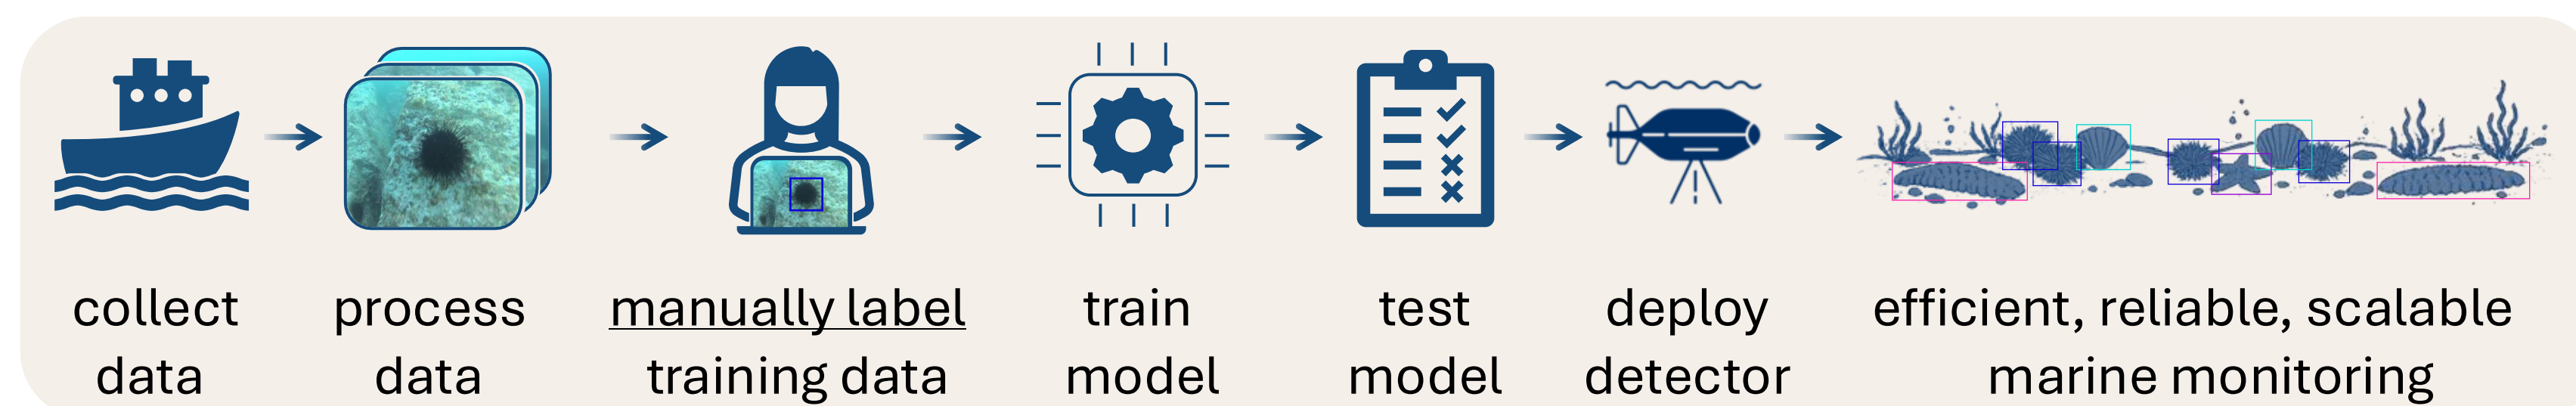 collect
data
process
data
manually label
training data
train
model
test
model
deploy
detector
efficient, reliable, scalable
marine monitoring